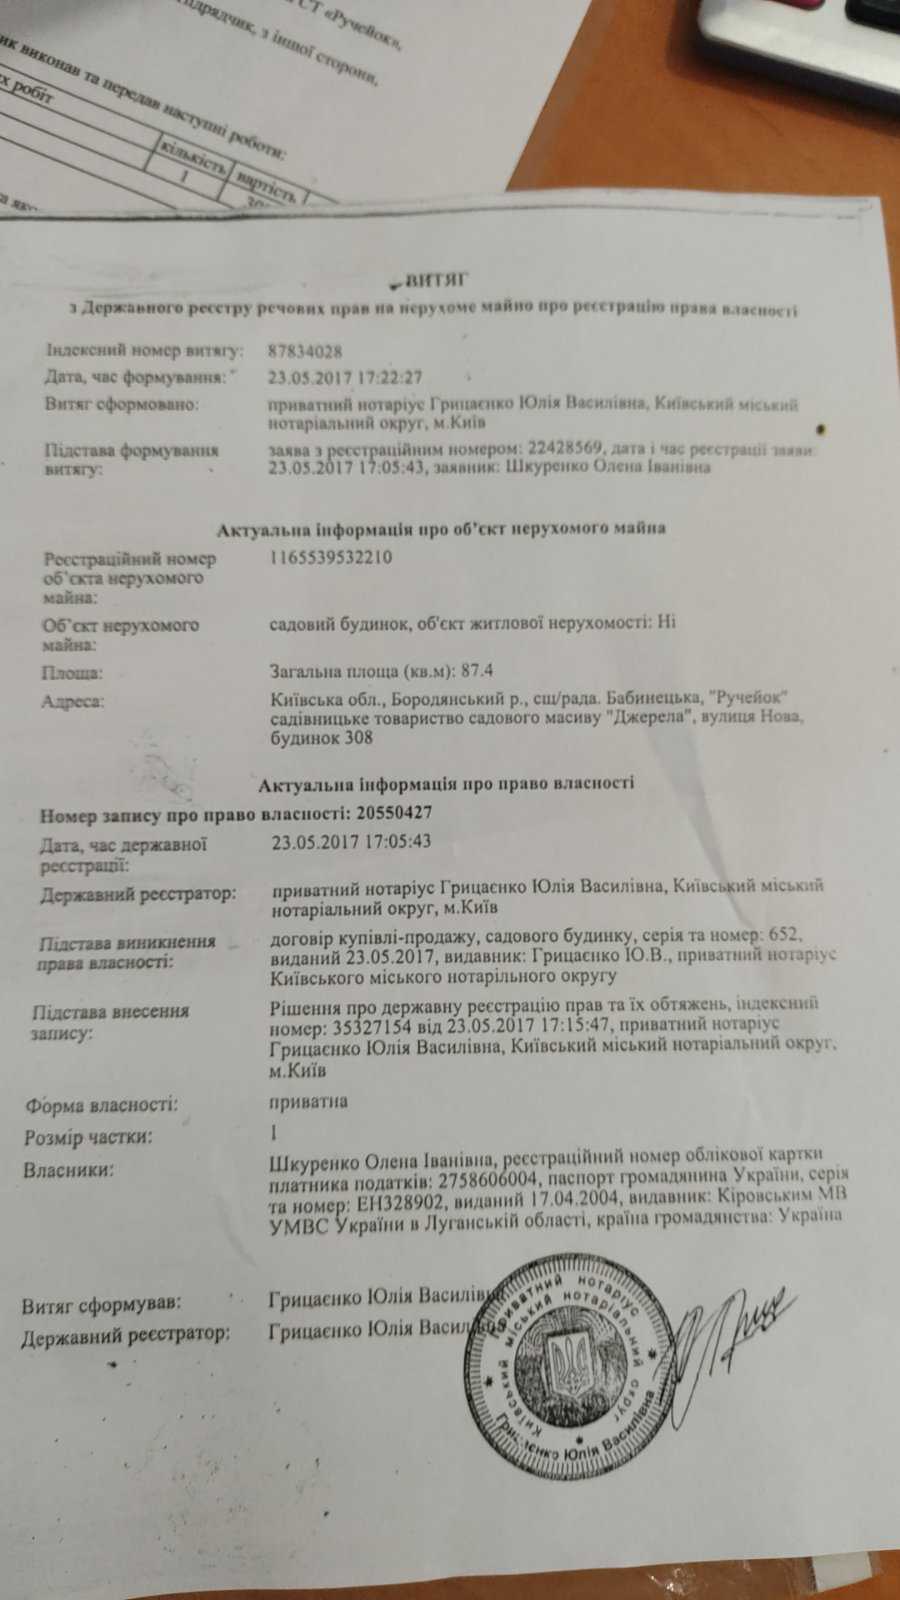 СТ «Ручейок»,
підрядчик, з іншої сторони,
ик виконав та передав наступні роботи:
х робіт
кількість
вартість
1
ВИТЯГ
з Державного реєстру речових прав на нерухоме майно про реєстрацію права власності
Індексний номер витягу: 87834028
Дата, час формування: 23.05.2017 17:22:27
Витяг сформовано: приватний нотаріус Грицаєнко Юлія Василівна, Київський міський
нотаріальний округ, м.Київ
Підстава формування заява з реєстраційним номером: 22428569, дата і час реєстрації заяви:
витягу: 23.05.2017 17:05:43, заявник: Шкуренко Олена Іванівна
Актуальна інформація про об'єкт нерухомого майна
Реєстраційний номер 1165539532210
об'єкта нерухомого
майна:
Об'єкт нерухомого садовий будинок, об'єкт житлової нерухомості: Ні
майна:
Площа: Загальна площа (кв.м): 87.4
Адреса: Київська обл., Бородянський р., сш/рада. Бабинецька, "Ручейок"
садівницьке товариство садового масиву "Джерела", вулиця Нова,
будинок 308
Актуальна інформація про право власності
Номер запису про право власності: 20550427
Дата, час державної 23.05.2017 17:05:43
реєстрації:
Державний реєстратор: приватний нотаріус Грицаєнко Юлія Василівна, Київський міський
нотаріальний округ, м.Київ
Підстава виникнення договір купівлі-продажу, садового будинку, серія та номер: 652,
права власності: виданий 23.05.2017, видавник: Грицаєнко Ю.В., приватний нотаріус
Київського міського нотарільного округу
Підстава внесення Рішення про державну реєстрацію прав та їх обтяжень, індексний
запису: номер: 35327154 від 23.05.2017 17:15:47, приватний нотаріус
Грицаєнко Юлія Василівна, Київський міський нотаріальний округ,
м.Київ
Форма власності: приватна
Розмір частки: 1
Власники: Шкуренко Олена Іванівна, реєстраційний номер облікової картки
платника податків: 2758606004, паспорт громадянина України, серія
та номер: ЕН328902, виданий 17.04.2004, видавник: Кіровським МВ
УМВС України в Луганській області, країна громадянства: Україна
Витяг сформував: Грицаєнко Юлія Василівна
Державний реєстратор: Грицаєнко Юлія Василівна
Приватний нотаріус
Київський міський нотаріальний округ
Грицаєнко Юлія Василівна